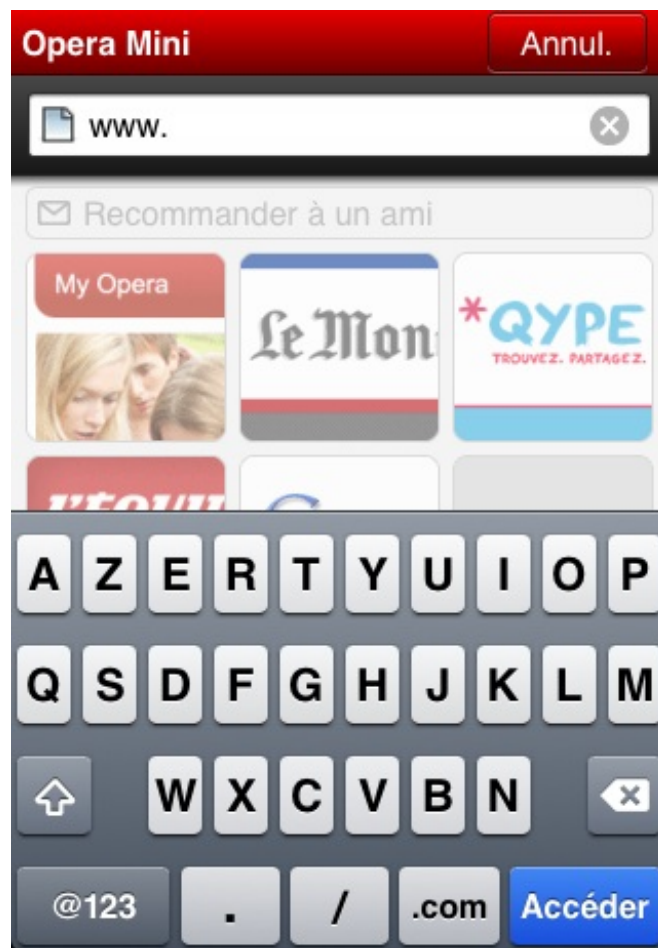 Opera Mini Annul.
www.
Recommander à un ami
My Opera
Le Mon
*QYPE
TROUVEZ. PARTAGEZ.
A Z E R T Y U I O P
Q S D F G H J K L M
W X C V B N
@123 . / .com Accéder